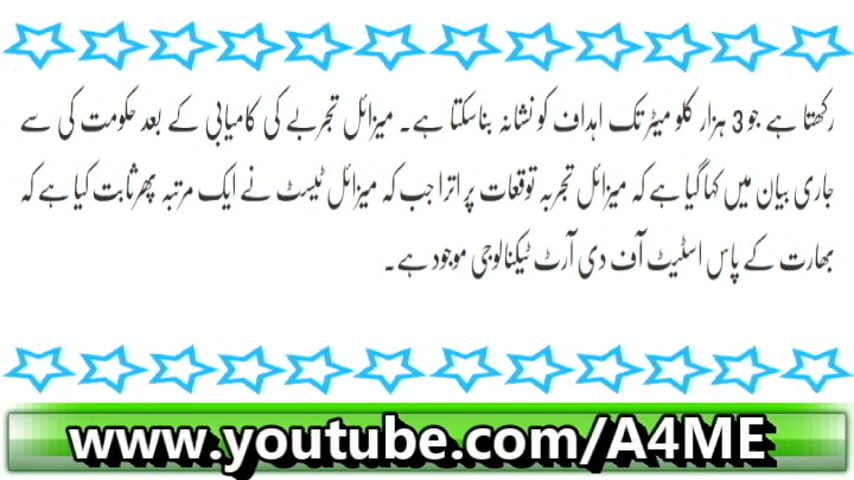 رکھتا ہے جو 3 ہزار کلو میٹر تک اہداف کو نشانہ بناسکتا ہے۔ میزائل تجربے کی کامیابی کے بعد حکومت کی سے
جاری بیان میں کہا گیا ہے کہ میزائل تجربہ توقعات پر اترا جب کہ میزائل ٹیسٹ نے ایک مرتبہ پھر ثابت کیا ہے کہ
بھارت کے پاس اسٹیٹ آف دی آرٹ ٹیکنالوجی موجود ہے۔
www.youtube.com/A4ME